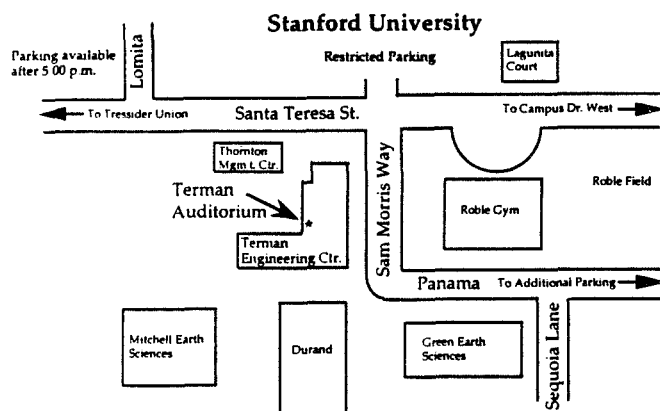 Stanford University
Parking available
after 5 00 p.m.
Lomita
Restricted Parking
Lagunita
Court
To Tressider Union
Santa Teresa St.
To Campus Dr. West
Thornton
Mgm t. Ctr.
Terman
Auditorium
Terman
Engineering Ctr.
Sam Morris Way
Roble Gym
Roble Field
Panama
To Additional Parking
Mitchell Earth
Sciences
Durand
Green Earth
Sciences
Sequoia Lane